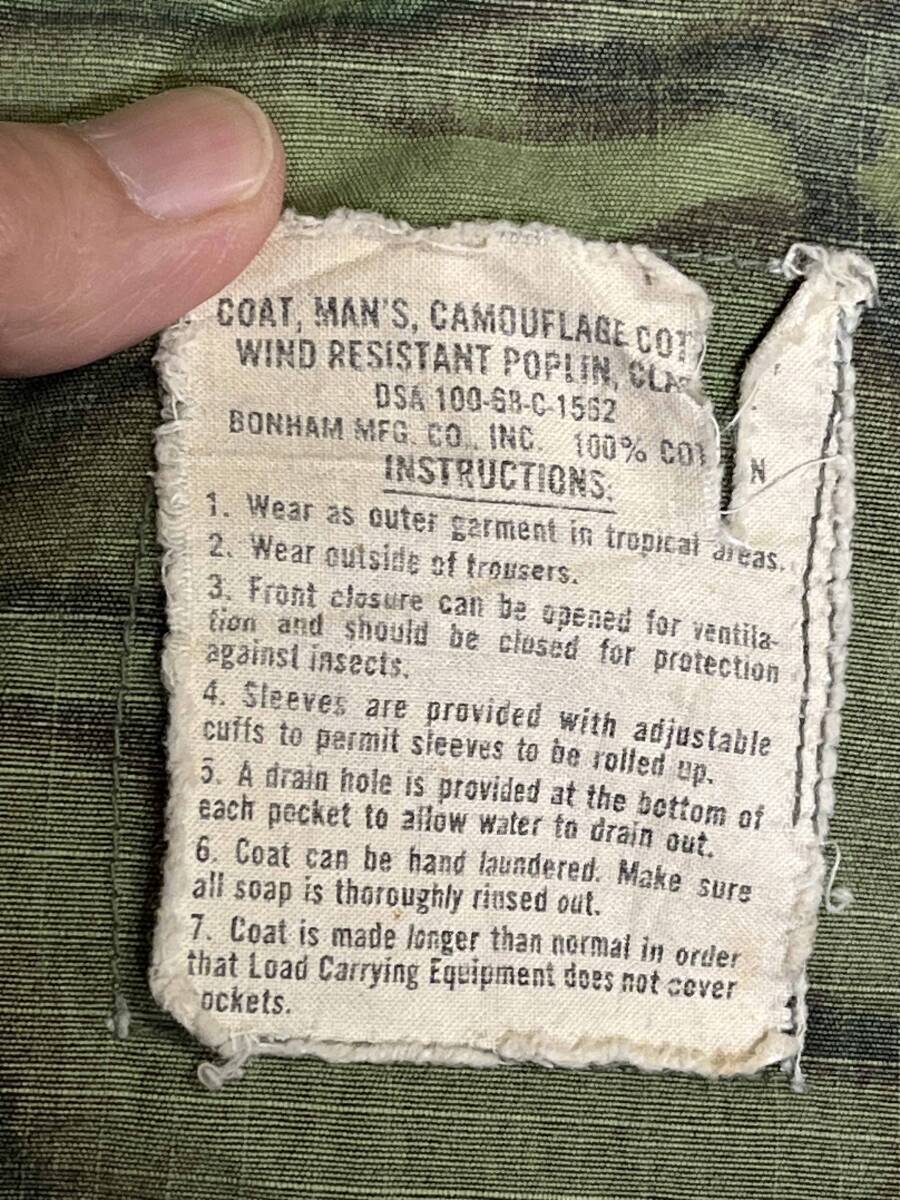 COAT, MAN'S, CAMOUFLAGE COT
WIND RESISTANT POPLIN, CLA
DSA 100-68-C-1562
BONHAM MFG. CO., INC. 100% COT N
INSTRUCTIONS:
1. Wear as outer garment in tropical areas.
2. Wear outside of trousers.
3. Front closure can be opened for ventila-
tion and should be closed for protection
against insects.
4. Sleeves are provided with adjustable
cuffs to permit sleeves to be rolled up.
5. A drain hole is provided at the bottom of
each pocket to allow water to drain out.
6. Coat can be hand laundered. Make sure
all soap is thoroughly rinsed out.
7. Coat is made longer than normal in order
that Load Carrying Equipment does not cover
ockets.